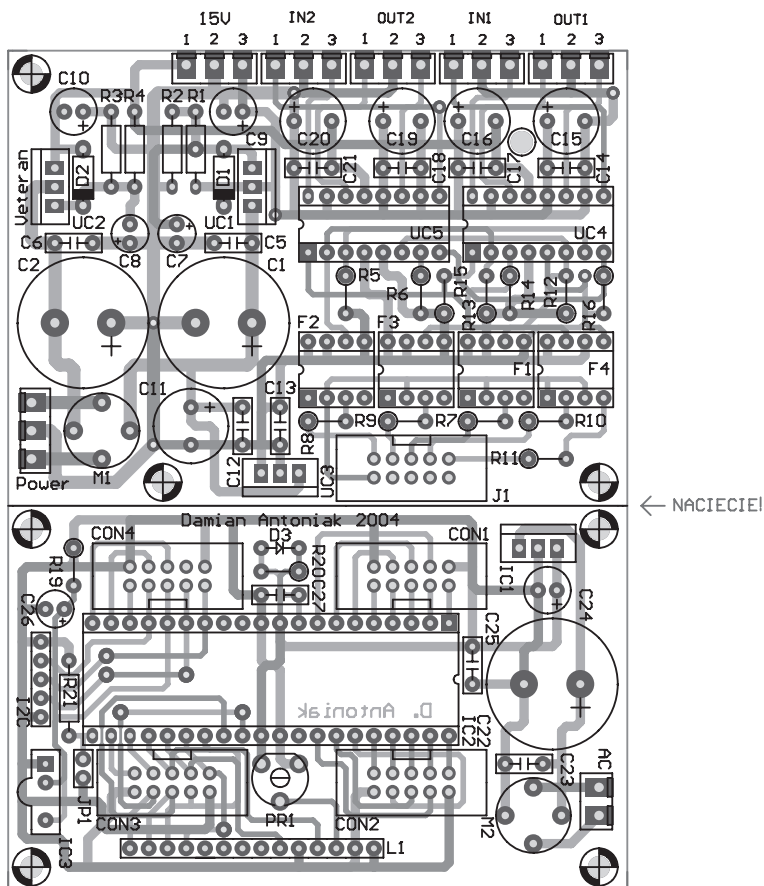 15V IN2 OUT2 IN1 OUT1
1 2 3 1 2 3 1 2 3 1 2 3 1 2 3
C10 R3 R4 R2 R1
C9 C20 C19 C16 C15
Veteran D2 D1 C21 C18 C17 C14
UC2 UC1 UC5 UC4
C6 C8 C7 C5
C2 C1 R5 R6 R15 R13 R14 R12 R16
F2 F3 F1 F4
C11 C13
R8 R9 R7 R10
C12 UC3 R11
Power M1 J1
NACIECIE!
Damian Antoniak 2004
CON4 D3 CON1
R19 R20 C27 IC1
C26 C25 C24
I2C R21
D. Antoniak
C22 IC2
JP1 C23 AC
CON3 PR1 CON2 M2
IC3 L1